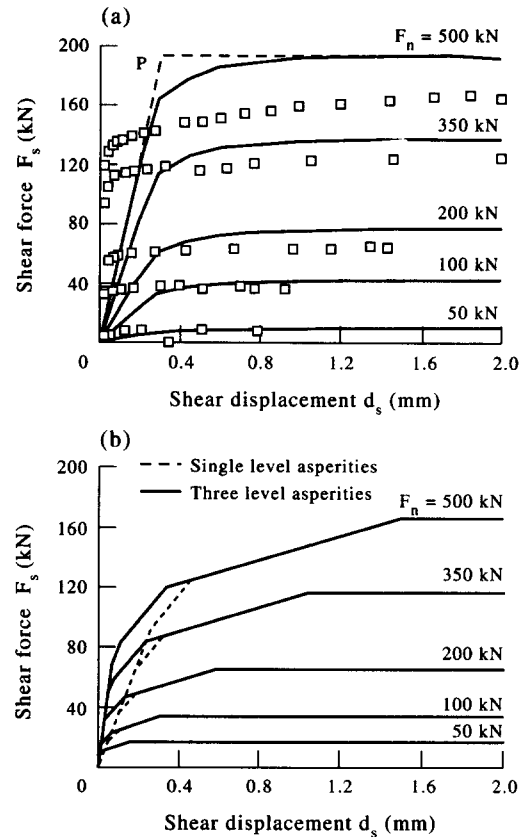 (a)
200
160
120
80
40
0
Shear force F_s (kN)
P
F_n = 500 kN
350 kN
200 kN
100 kN
50 kN
0.4 0.8 1.2 1.6 2.0
Shear displacement d_s (mm)
(b)
200
160
120
80
40
0
Shear force F_s (kN)
Single level asperities
Three level asperities
F_n = 500 kN
350 kN
200 kN
100 kN
50 kN
0 0.4 0.8 1.2 1.6 2.0
Shear displacement d_s (mm)